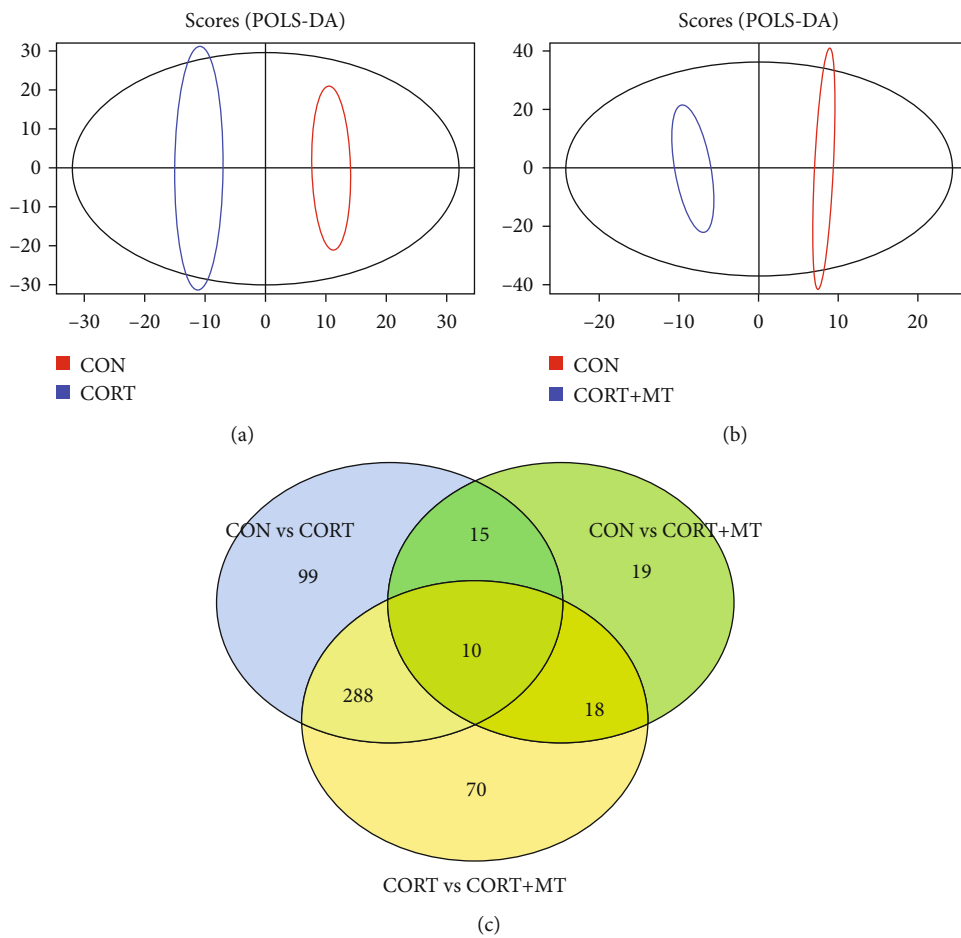 Scores (POLS-DA)
30
20
10
0
–10
–20
–30
–30 –20 –10 0 10 20 30
CON
CORT
(a)
Scores (POLS-DA)
40
20
0
–20
–40
–20 –10 0 10 20
CON
CORT+MT
(b)
CON vs CORT
15
CON vs CORT+MT
99
19
10
288
18
70
CORT vs CORT+MT
(c)